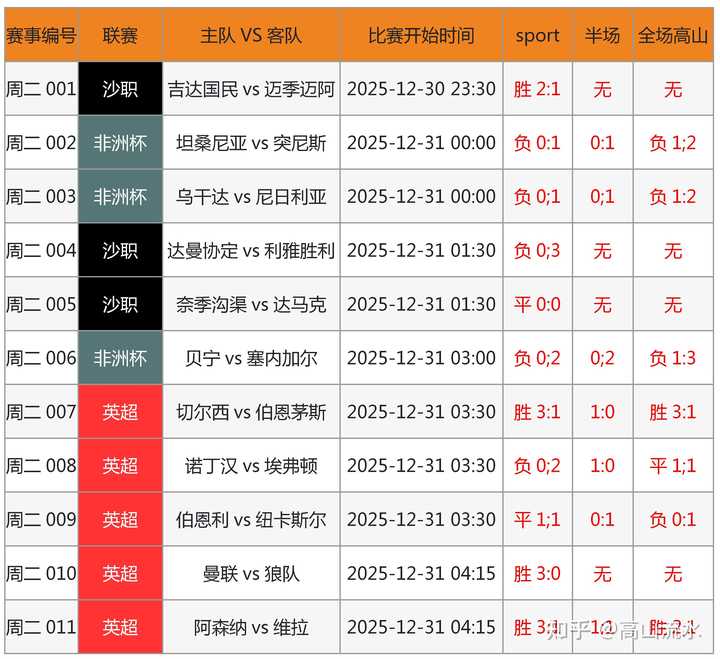 赛事编号 联赛 主队 VS 客队 比赛开始时间 sport 半场 全场高山
周二 001 沙职 吉达国民 vs 迈季迈阿 2025-12-30 23:30 胜 2:1 无 无
周二 002 非洲杯 坦桑尼亚 vs 突尼斯 2025-12-31 00:00 负 0:1 0:1 负 1;2
周二 003 非洲杯 乌干达 vs 尼日利亚 2025-12-31 00:00 负 0;1 0;1 负 1:2
周二 004 沙职 达曼协定 vs 利雅胜利 2025-12-31 01:30 负 0;3 无 无
周二 005 沙职 奈季沟渠 vs 达马克 2025-12-31 01:30 平 0:0 无 无
周二 006 非洲杯 贝宁 vs 塞内加尔 2025-12-31 03:00 负 0;2 0;2 负 1:3
周二 007 英超 切尔西 vs 伯恩茅斯 2025-12-31 03:30 胜 3:1 1:0 胜 3:1
周二 008 英超 诺丁汉 vs 埃弗顿 2025-12-31 03:30 负 0;2 1:0 平 1;1
周二 009 英超 伯恩利 vs 纽卡斯尔 2025-12-31 03:30 平 1;1 0:1 负 0:1
周二 010 英超 曼联 vs 狼队 2025-12-31 04:15 胜 3:0 无 无
周二 011 英超 阿森纳 vs 维拉 2025-12-31 04:15 胜 3:1 1:1 胜 2:1
知乎 @高山流水